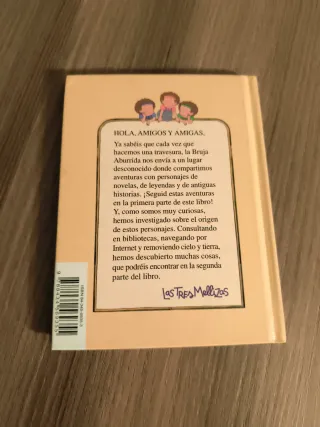 HOLA, AMIGOS Y AMIGAS,
Ya sabéis que cada vez que
hacemos una travesura, la Bruja
Aburrida nos envía a un lugar
desconocido donde compartimos
aventuras con personajes de
novelas, de leyendas y de antiguas
historias. ¡Seguid estas aventuras
en la primera parte de este libro!
Y, como somos muy curiosas,
hemos investigado sobre el origen
de estos personajes. Consultando
en bibliotecas, navegando por
Internet y removiendo cielo y tierra,
hemos descubierto muchas cosas,
que podréis encontrar en la segunda
parte del libro.
Las Tres Mellizas